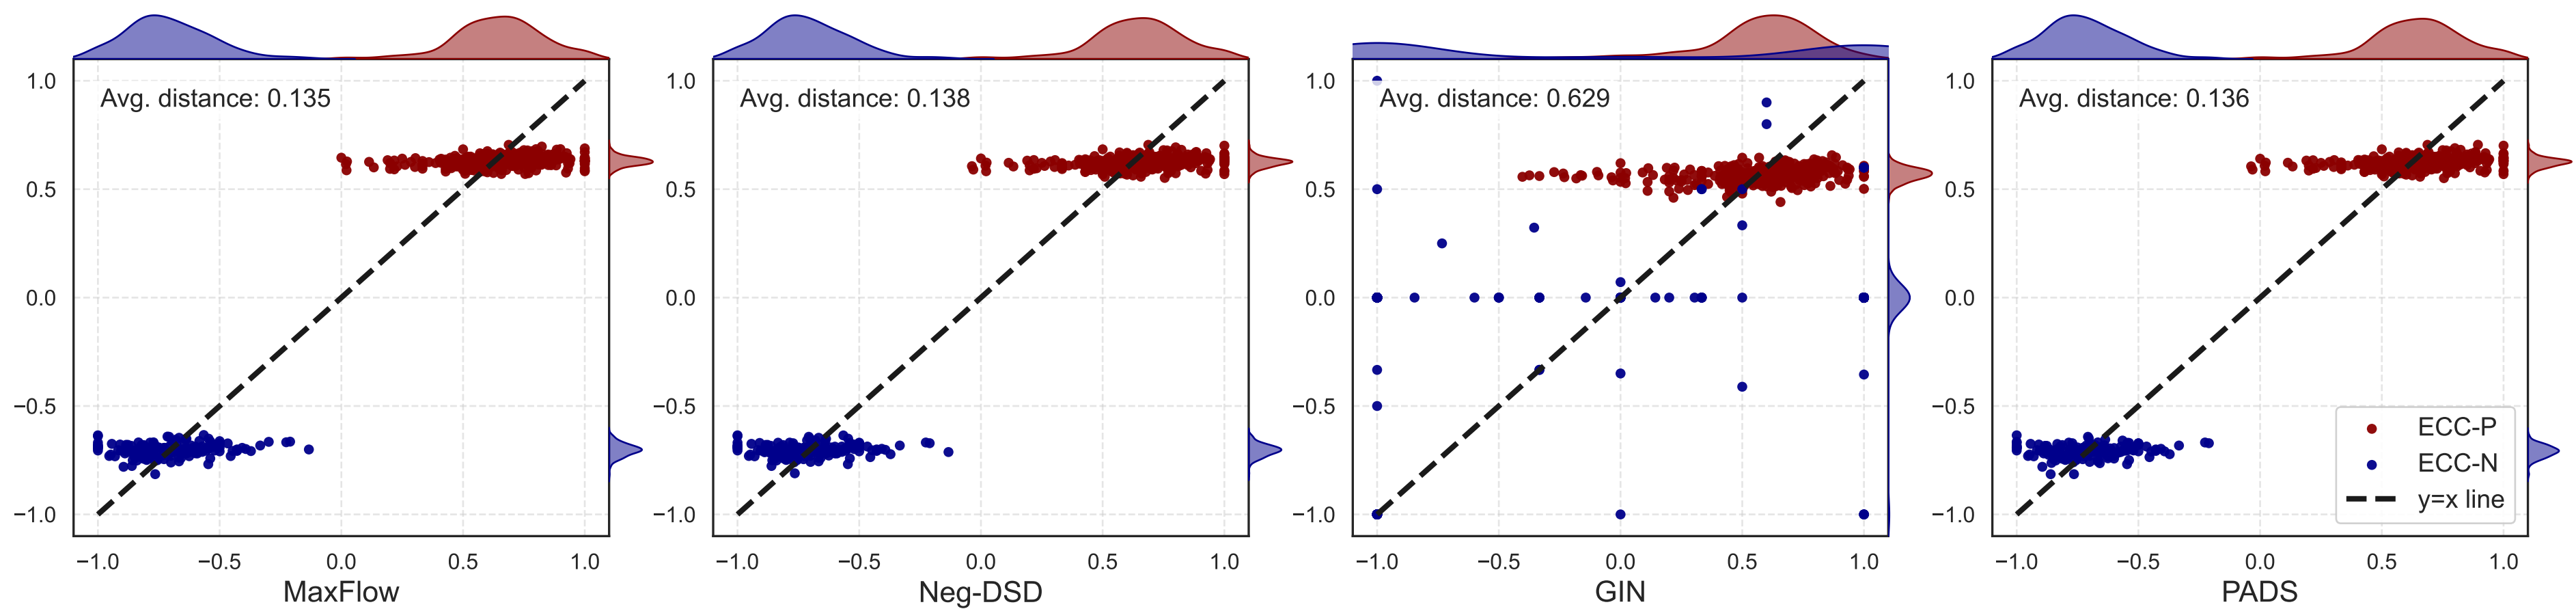 Avg. distance: 0.135
1.0
0.5
0.0
−0.5
−1.0
−1.0 −0.5 0.0 0.5 1.0
MaxFlow
Avg. distance: 0.138
1.0
0.5
0.0
−0.5
−1.0
−1.0 −0.5 0.0 0.5 1.0
Neg-DSD
Avg. distance: 0.629
1.0
0.5
0.0
−0.5
−1.0
−1.0 −0.5 0.0 0.5 1.0
GIN
Avg. distance: 0.136
1.0
0.5
0.0
−0.5
−1.0
ECC-P
ECC-N
y=x line
−1.0 −0.5 0.0 0.5 1.0
PADS